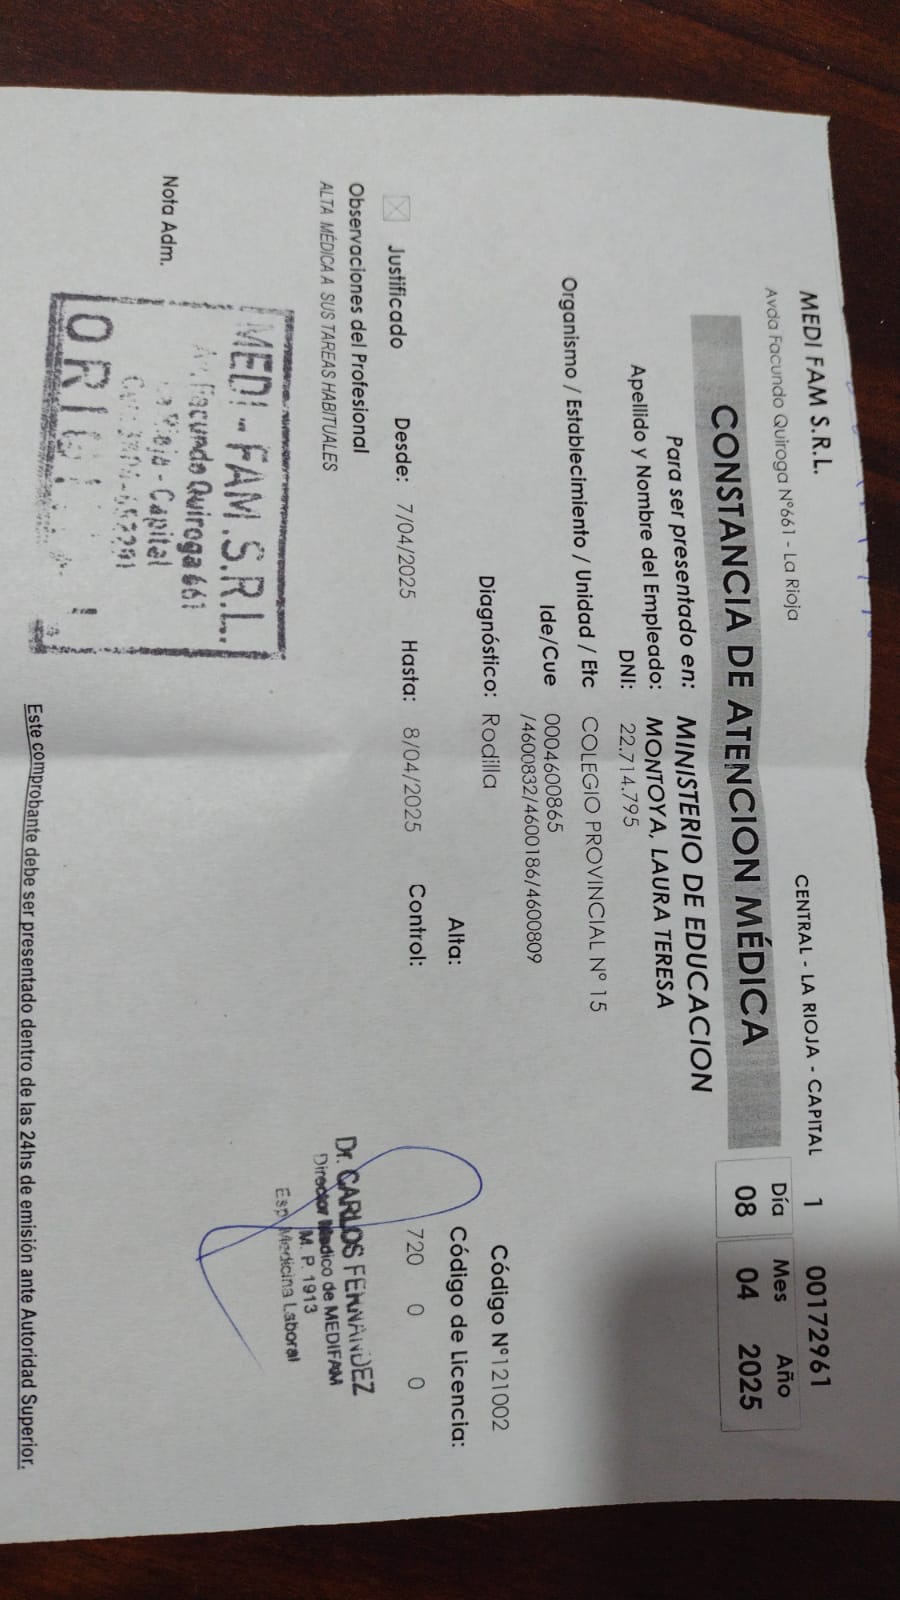 MEDI FAM S.R.L. CENTRAL - LA RIOJA - CAPITAL 1 00172961
Avda Facundo Quiroga N°661 - La Rioja
Día Mes Año
CONSTANCIA DE ATENCION MÉDICA 08 04 2025
Para ser presentado en: MINISTERIO DE EDUCACION
Apellido y Nombre del Empleado: MONTOYA, LAURA TERESA
DNI: 22.714.795
Organismo / Establecimiento / Unidad / Etc COLEGIO PROVINCIAL N° 15
Ide/Cue 0004600865
/4600832/4600186/4600809
Diagnóstico: Rodilla Código N°121002
Alta: Código de Licencia:
Justificado Desde: 7/04/2025 Hasta: 8/04/2025 Control: 720 0 0
Observaciones del Profesional
ALTA MÉDICA A SUS TAREAS HABITUALES
Dr. CARLOS FERNANDEZ
Director Medico de MEDIFAM
M. P. 1913
Esp. Medicina Laboral
MEDI-FAM.S.R.L.
Av. Facundo Quiroga 661
La Rioja - Capital
Nota Adm.
Este comprobante debe ser presentado dentro de las 24hs de emisión ante Autoridad Superior.